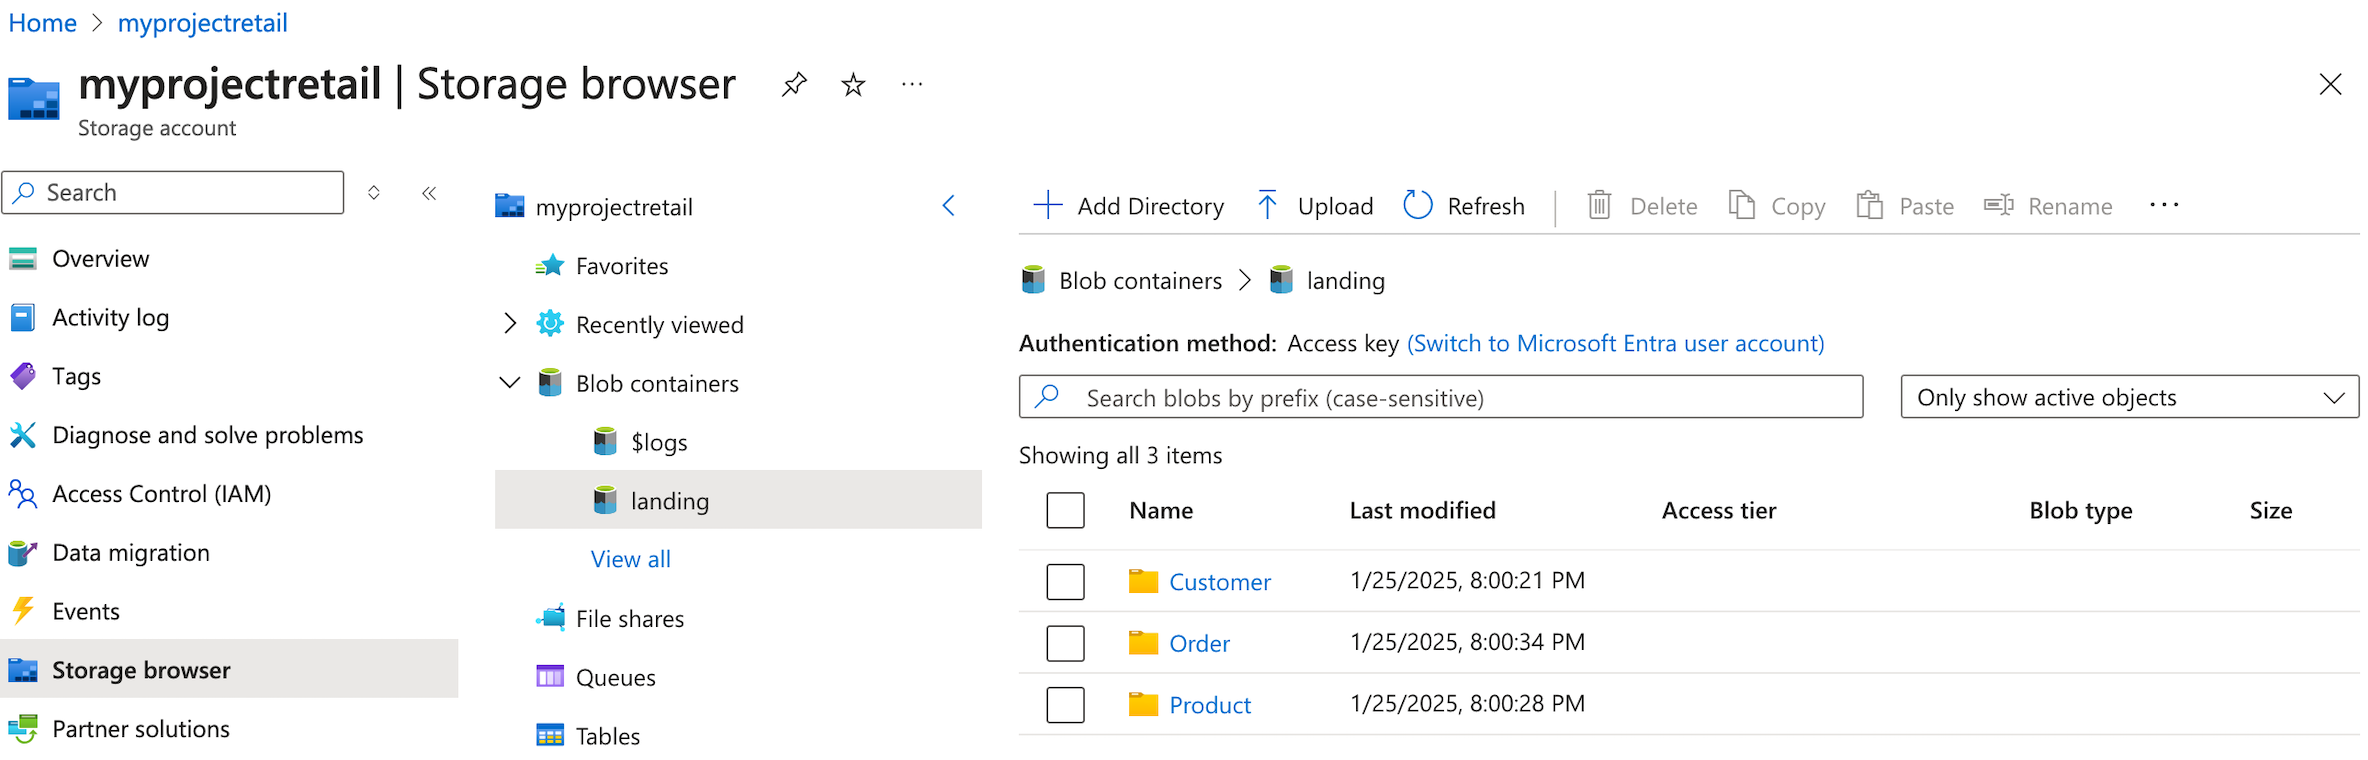 Home > myprojectretail
myprojectretail | Storage browser
Storage account
Search
Overview
Activity log
Tags
Diagnose and solve problems
Access Control (IAM)
Data migration
Events
Storage browser
Partner solutions
myprojectretail
Favorites
Recently viewed
Blob containers
$logs
landing
View all
File shares
Queues
Tables
Add Directory Upload Refresh Delete Copy Paste Rename
Blob containers > landing
Authentication method: Access key (Switch to Microsoft Entra user account)
Search blobs by prefix (case-sensitive)
Only show active objects
Showing all 3 items
Name Last modified Access tier Blob type Size
Customer 1/25/2025, 8:00:21 PM
Order 1/25/2025, 8:00:34 PM
Product 1/25/2025, 8:00:28 PM